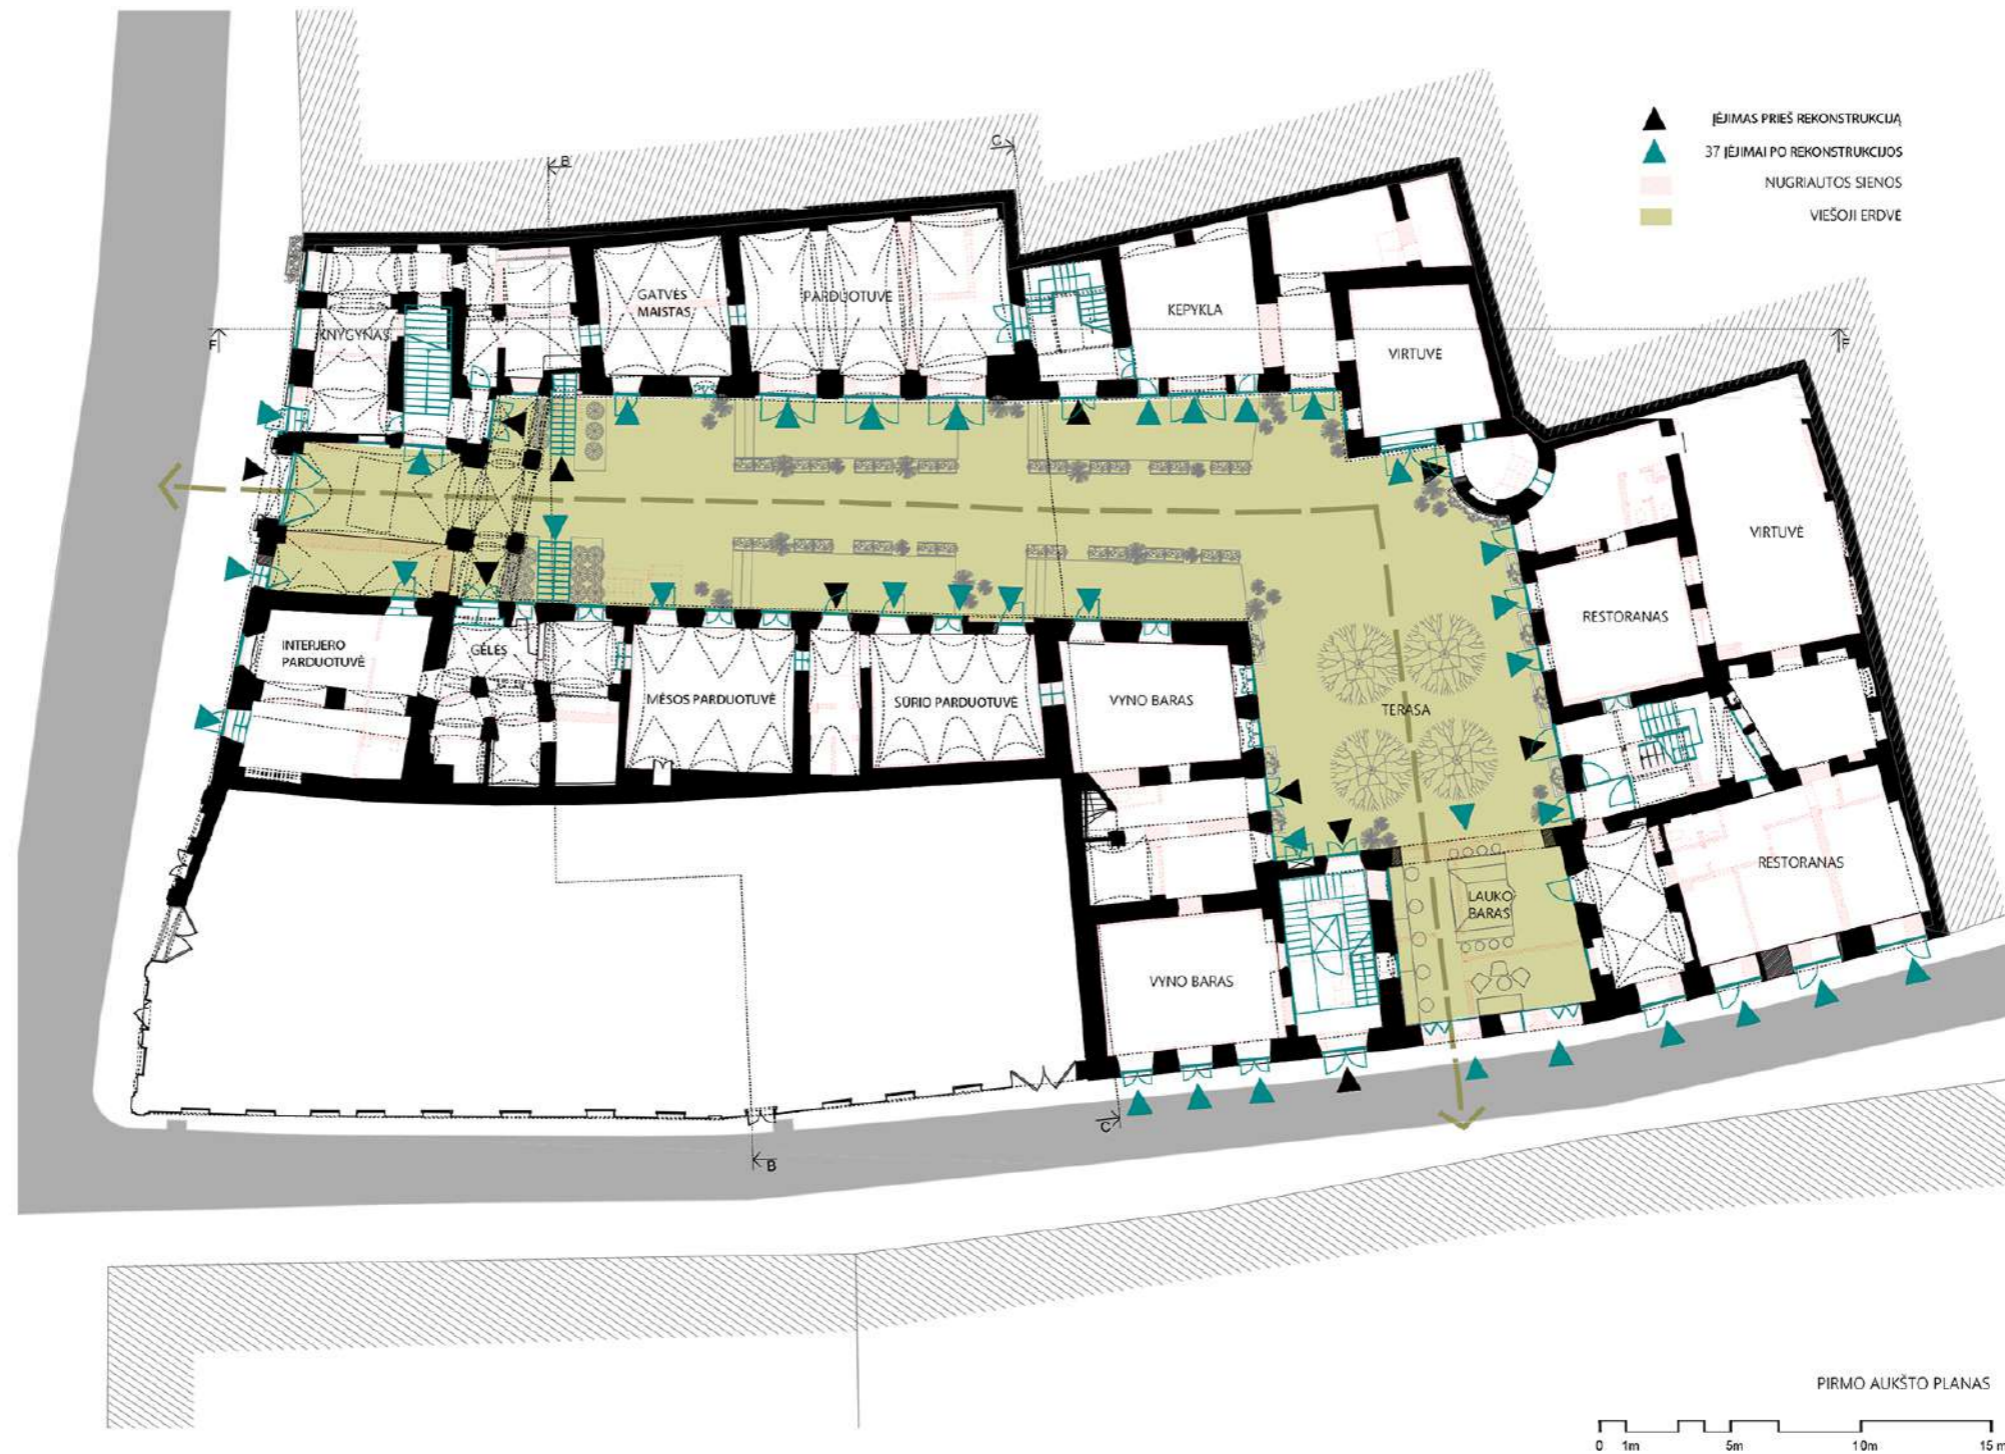 ĮĖJIMAS PRIEŠ REKONSTRUKCIJĄ
37 ĮĖJIMAI PO REKONSTRUKCIJOS
NUGRIAUTOS SIENOS
VIEŠOJI ERDVĖ
B
C
F
F
KNYGYNAS
GATVĖS
MAISTAS
PARDUOTUVĖ
KEPYKLA
VIRTUVĖ
VIRTUVĖ
RESTORANAS
INTERJERO
PARDUOTUVĖ
GĖLĖS
MĖSOS PARDUOTUVĖ
SŪRIO PARDUOTUVĖ
VYNO BARAS
TERASA
RESTORANAS
LAUKO
BARAS
VYNO BARAS
C
B
PIRMO AUKŠTO PLANAS
0 1m 5m 10m 15 m